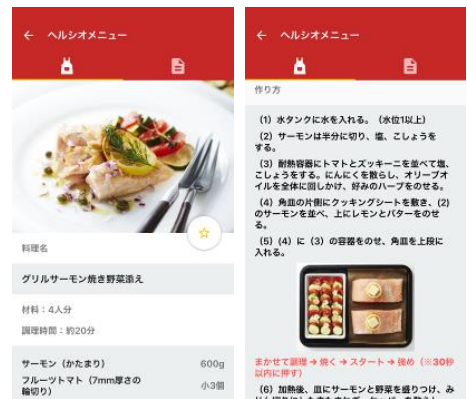 ヘルシオメニュー
料理名
グリルサーモン焼き野菜添え
材料：4人分
調理時間：約20分
サーモン（かたまり）
600g
フルーツトマト（7mm厚さの
輪切り）
小3個
ヘルシオメニュー
作り方
(1) 水タンクに水を入れる。（水位1以上）
(2) サーモンは半分に切り、塩、こしょうを
する。
(3) 耐熱容器にトマトとズッキーニを並べて塩、
こしょうをする。にんにくを散らし、オリーブオ
イルを全体に回しかけ、好みのハーブをのせる。
(4) 角皿の片側にクッキングシートを敷き、(2)
のサーモンを並べ、上にレモンとバターをのせ
る。
(5) (4) に (3) の容器をのせ、角皿を上段に
入れる。
まかせて調理 → 焼く → スタート → 強め（※30秒
以内に押す）
(6) 加熱後、皿にサーモンと野菜を盛りつけ、み